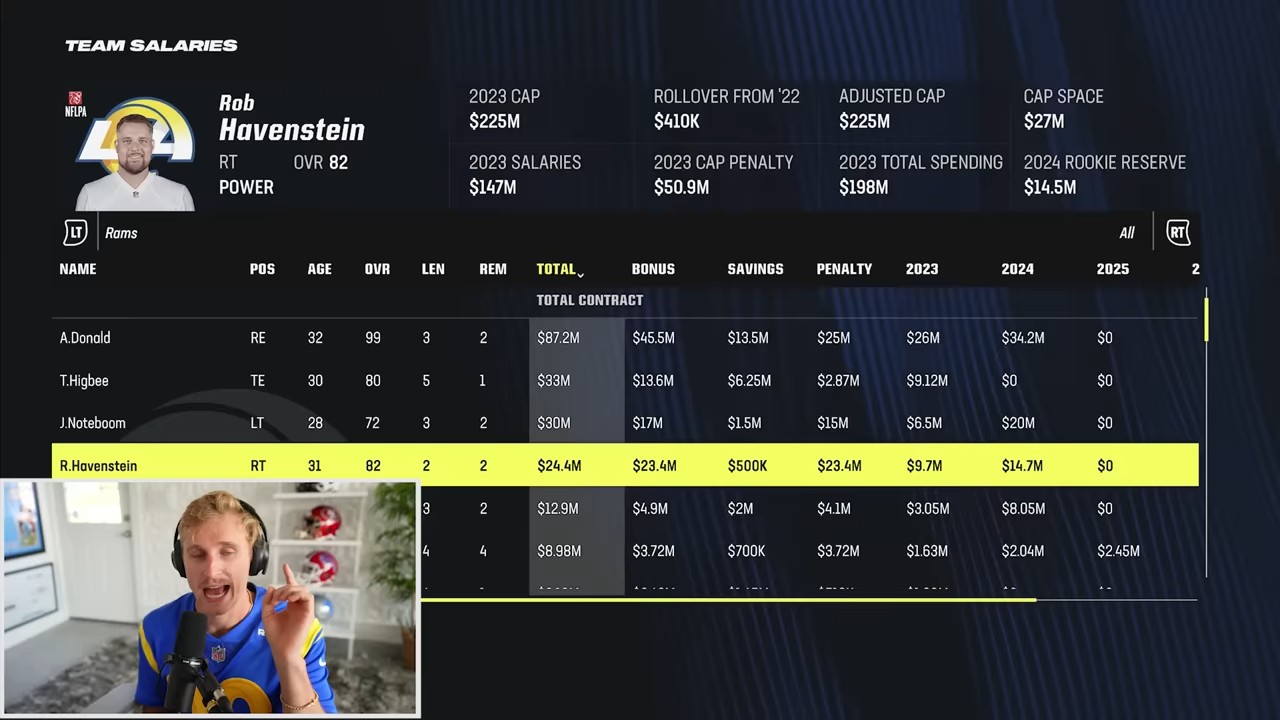 TEAM SALARIES
NFLPA
Rob
Havenstein
RT OVR 82
POWER
2023 CAP ROLLOVER FROM '22 ADJUSTED CAP CAP SPACE
$225M $410K $225M $27M
2023 SALARIES 2023 CAP PENALTY 2023 TOTAL SPENDING 2024 ROOKIE RESERVE
$147M $50.9M $198M $14.5M
LT Rams All RT
NAME POS AGE OVR LEN REM TOTAL BONUS SAVINGS PENALTY 2023 2024 2025 2
TOTAL CONTRACT
A.Donald RE 32 99 3 2 $87.2M $45.5M $13.5M $25M $26M $34.2M $0
T.Higbee TE 30 80 5 1 $33M $13.6M $6.25M $2.87M $9.12M $0 $0
J.Noteboom LT 28 72 3 2 $30M $17M $1.5M $15M $6.5M $20M $0
R.Havenstein RT 31 82 2 2 $24.4M $23.4M $500K $23.4M $9.7M $14.7M $0
3 2 $12.9M $4.9M $2M $4.1M $3.05M $8.05M $0
4 4 $8.98M $3.72M $700K $3.72M $1.63M $2.04M $2.45M